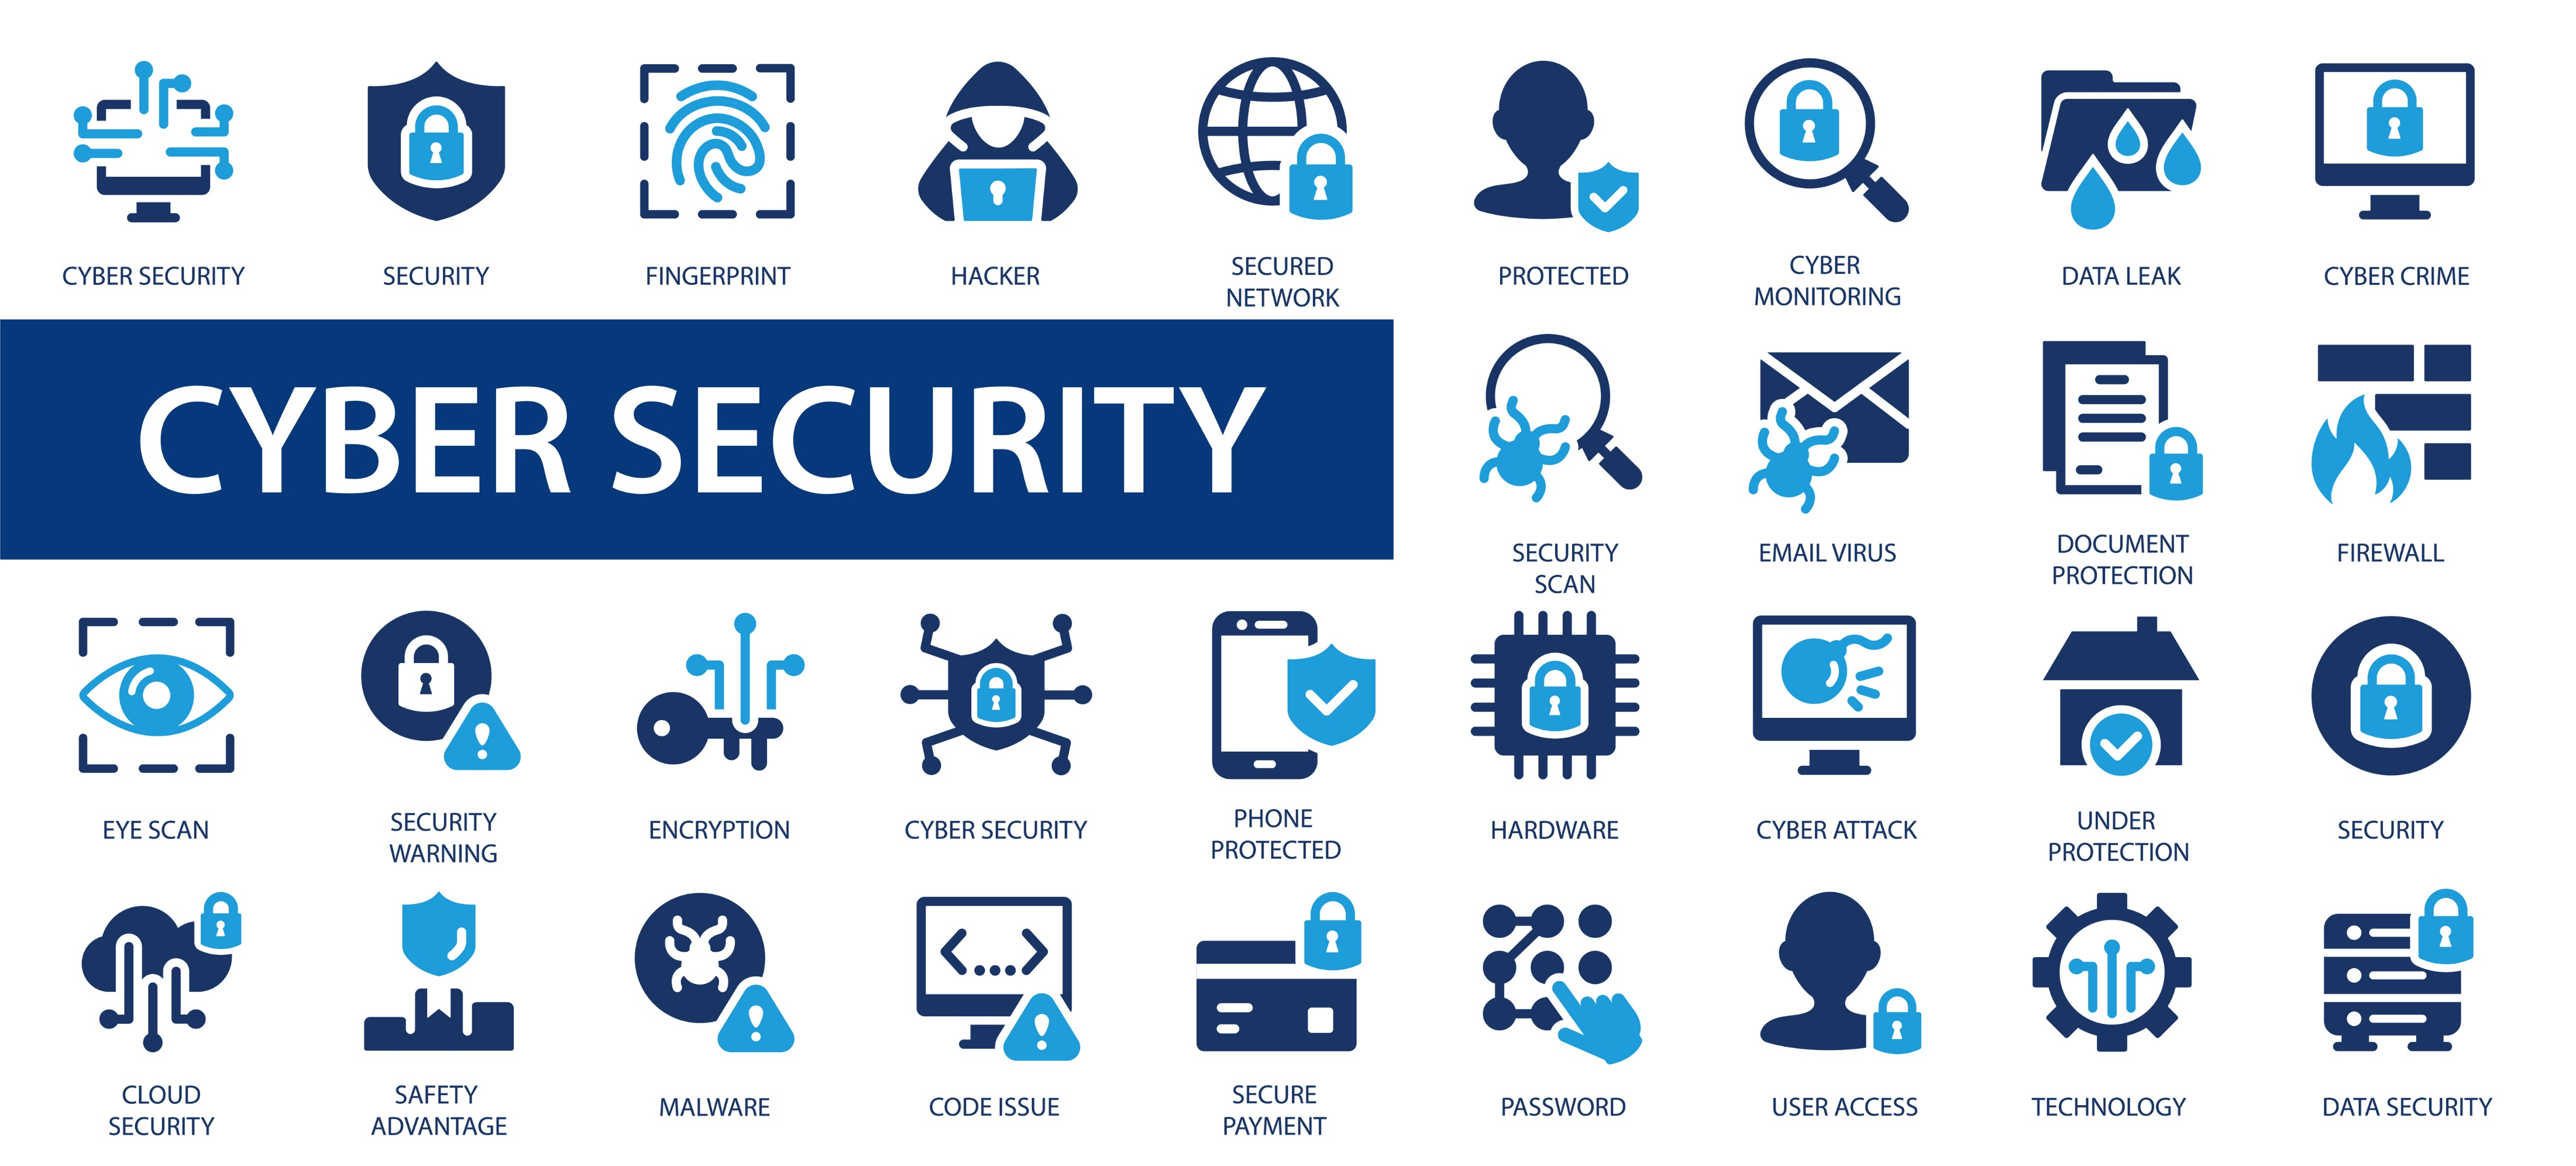 CYBER SECURITY
SECURITY
FINGERPRINT
HACKER
SECURED
NETWORK
PROTECTED
CYBER
MONITORING
DATA LEAK
CYBER CRIME
CYBER SECURITY
SECURITY
SCAN
EMAIL VIRUS
DOCUMENT
PROTECTION
FIREWALL
EYE SCAN
SECURITY
WARNING
ENCRYPTION
CYBER SECURITY
PHONE
PROTECTED
HARDWARE
CYBER ATTACK
UNDER
PROTECTION
SECURITY
CLOUD
SECURITY
SAFETY
ADVANTAGE
MALWARE
CODE ISSUE
SECURE
PAYMENT
PASSWORD
USER ACCESS
TECHNOLOGY
DATA SECURITY